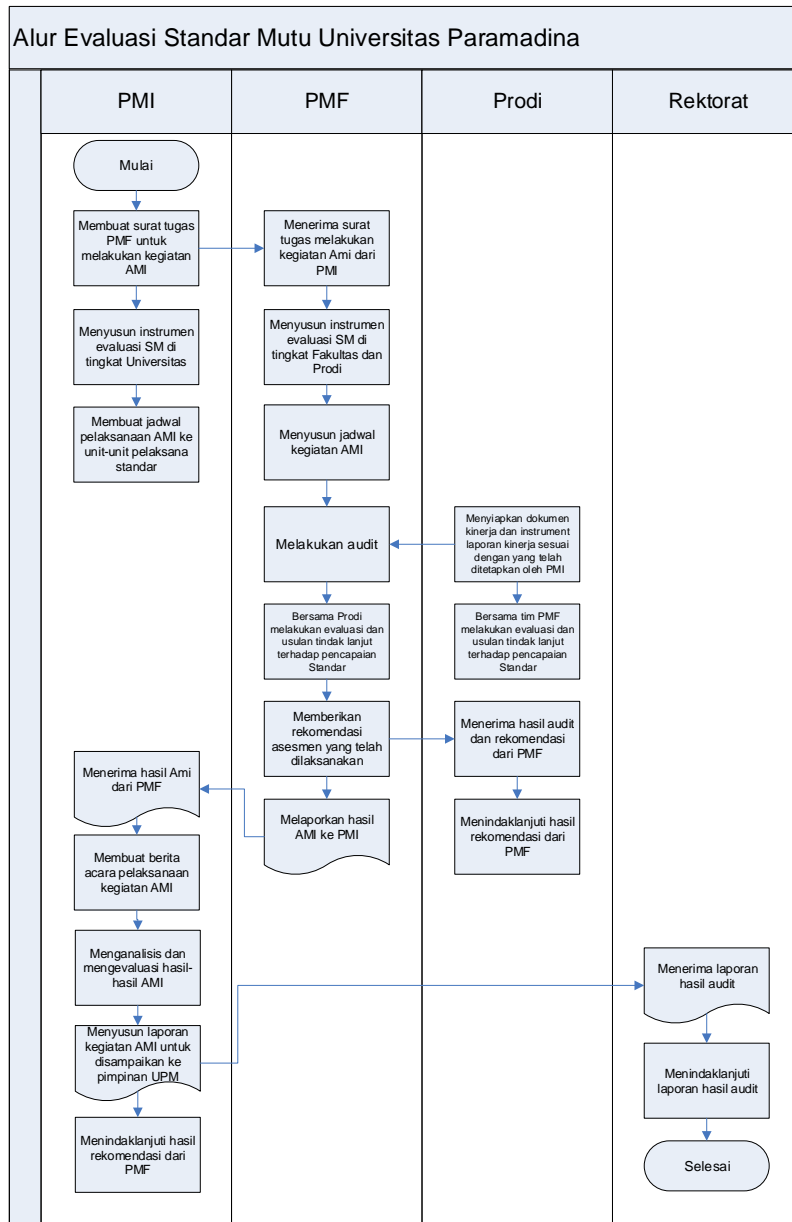 Alur Evaluasi Standar Mutu Universitas Paramadina
PMI
PMF
Prodi
Rektorat
Mulai
Membuat surat tugas
PMF untuk
melakukan kegiatan
AMI
Menerima surat
tugas melakukan
kegiatan Ami dari
PMI
Menyusun instrumen
evaluasi SM di
tingkat Universitas
Menyusun instrumen
evaluasi SM di
tingkat Fakultas dan
Prodi
Membuat jadwal
pelaksanaan AMI ke
unit-unit pelaksana
standar
Menyusun jadwal
kegiatan AMI
Melakukan audit
Menyiapkan dokumen
kinerja dan instrument
laporan kinerja sesuai
dengan yang telah
ditetapkan oleh PMI
Bersama Prodi
melakukan evaluasi dan
usulan tindak lanjut
terhadap pencapaian
Standar
Bersama tim PMF
melakukan evaluasi dan
usulan tindak lanjut
terhadap pencapaian
Standar
Memberikan
rekomendasi
asesmen yang telah
dilaksanakan
Menerima hasil audit
dan rekomendasi
dari PMF
Menerima hasil Ami
dari PMF
Melaporkan hasil
AMI ke PMI
Menindaklanjuti hasil
rekomendasi dari
PMF
Membuat berita
acara pelaksanaan
kegiatan AMI
Menganalisis dan
mengevaluasi hasil-
hasil AMI
Menerima laporan
hasil audit
Menyusun laporan
kegiatan AMI untuk
disampaikan ke
pimpinan UPM
Menindaklanjuti
laporan hasil audit
Menindaklanjuti hasil
rekomendasi dari
PMF
Selesai